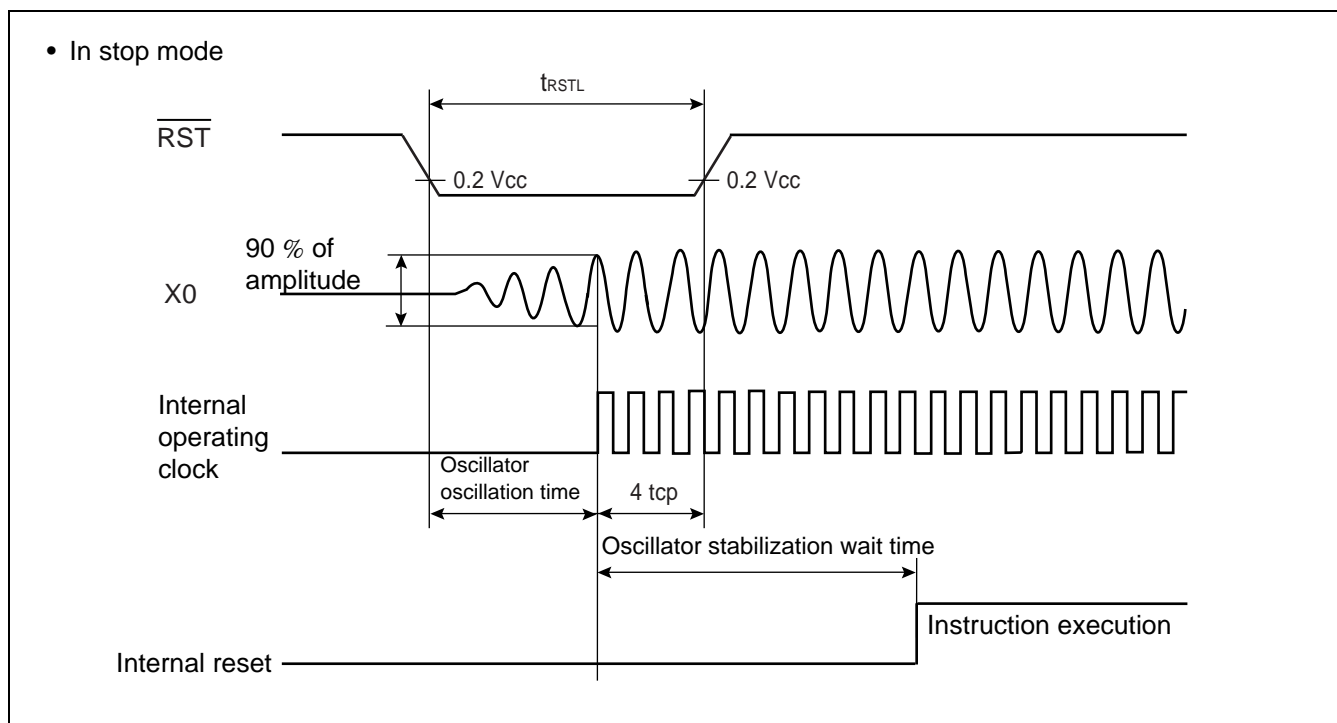 • In stop mode
tRSTL
RST
0.2 Vcc
0.2 Vcc
90 % of
amplitude
X0
Internal
operating
clock
Oscillator
oscillation time
4 tcp
Oscillator stabilization wait time
Instruction execution
Internal reset